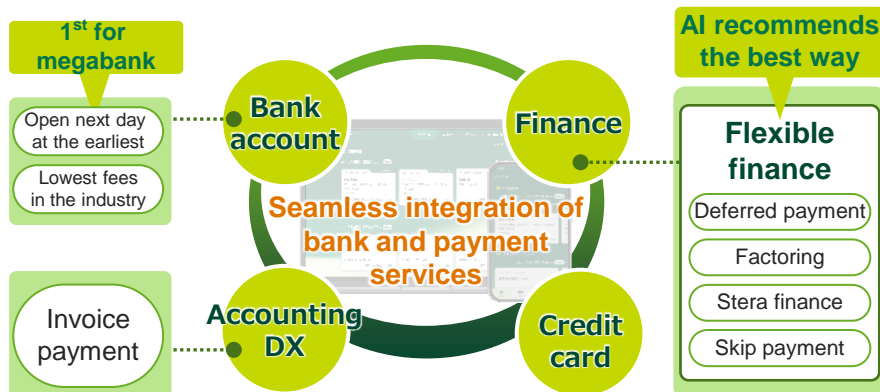 1st for
megabank
Open next day
at the earliest
Lowest fees
in the industry
Bank
account
Finance
AI recommends
the best way
Flexible
finance
Deferred payment
Factoring
Stera finance
Skip payment
Seamless integration of
bank and payment
services
Invoice
payment
Accounting
DX
Credit
card